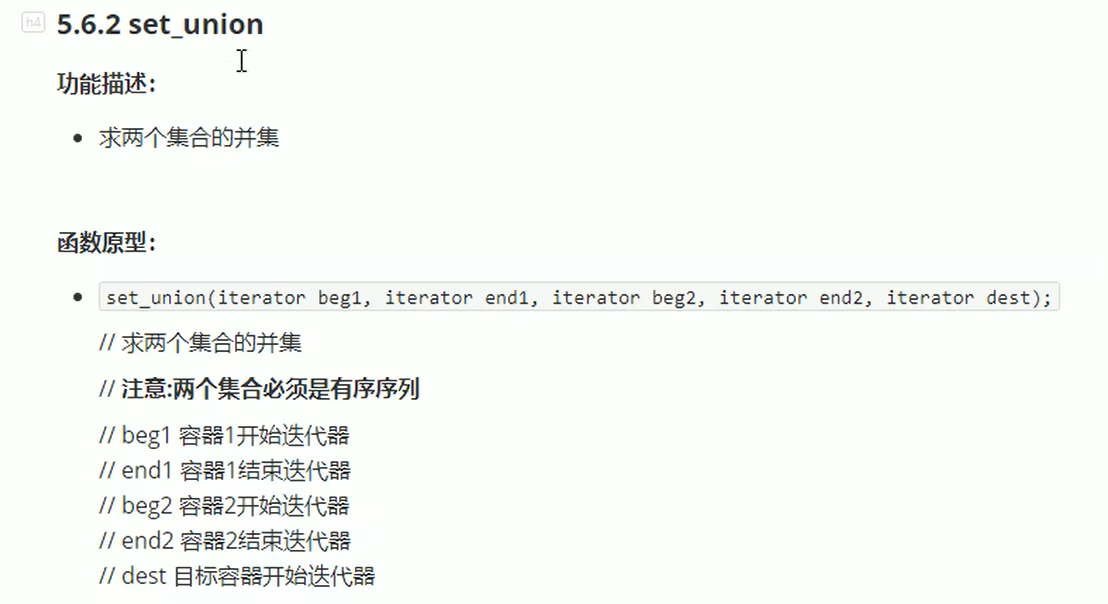 h4
5.6.2 set_union
功能描述：
求两个集合的并集
函数原型：
set_union(iterator beg1, iterator end1, iterator beg2, iterator end2, iterator dest);
// 求两个集合的并集
// 注意:两个集合必须是有序序列
// beg1 容器1开始迭代器
// end1 容器1结束迭代器
// beg2 容器2开始迭代器
// end2 容器2结束迭代器
// dest 目标容器开始迭代器